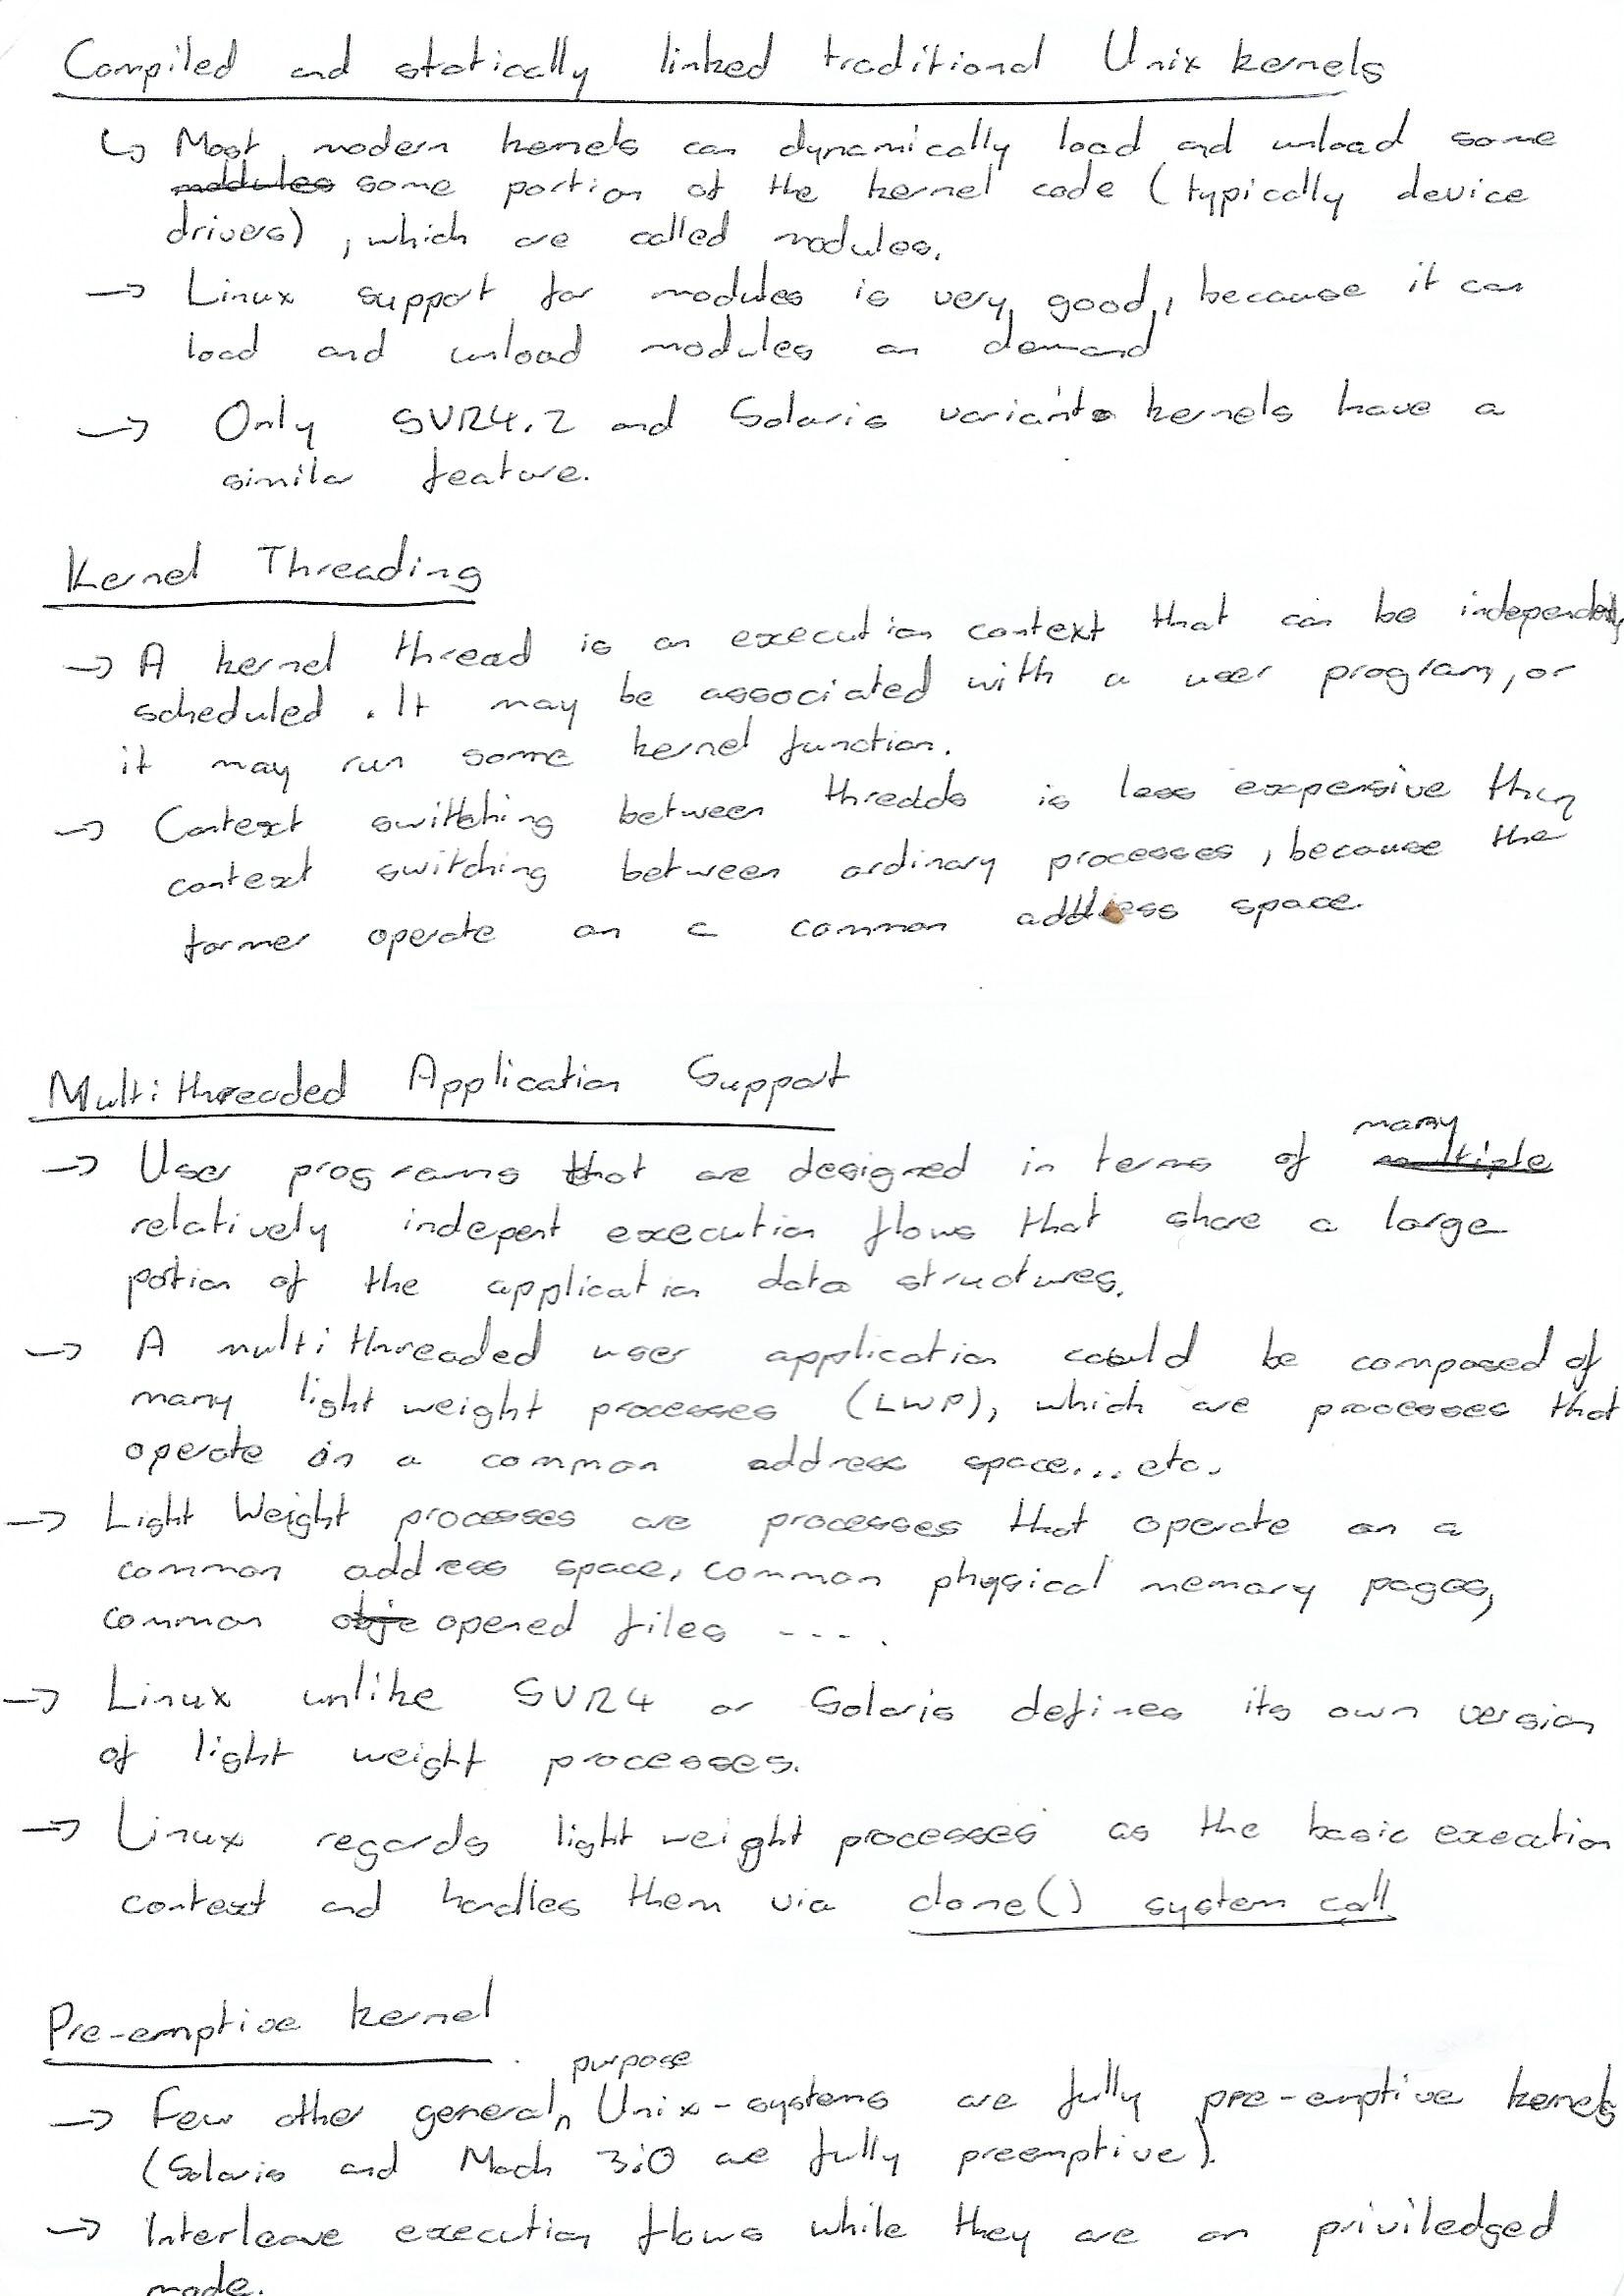 Compiled and statically linked traditional Unix kernels
↳ Most modern kernels can dynamically load and unload some
~~moddules~~ some portion of the kernel code (typically device
drivers), which are called modules.
→ Linux support for modules is very good, because it can
load and unload modules on demand
→ Only SVR4.2 and Solaris variants kernels have a
similar feature.
Kernel Threading
→ A kernel thread is an execution context that can be independently
scheduled. It may be associated with a user program, or
it may run some kernel function.
→ Context switching between threads is less expensive than
context switching between ordinary processes, because the
former operate on a common address space.
Multithreaded Application Support
→ User programs that are designed in terms of ~~multiple~~ many
relatively indepent execution flows that share a large
potion of the application data structures.
→ A multithreaded user application could be composed of
many light weight processes (LWP), which are processes that
operate in a common address space... etc.
→ Light Weight processes are processes that operate on a
common address space, common physical memory pages,
common ~~obje~~ opened files ----.
→ Linux unlike SVR4 or Solaris defines its own version
of light weight processes.
→ Linux regards light weight processes as the basic execution
context and handles them via clone() system call
Pre-emptive kernel
→ Few other general purpose Unix-systems are fully pre-emptive kernels
(Solaris and Mach 3.0 are fully preemptive).
→ Interleave execution flows while they are on priviledged
mode.